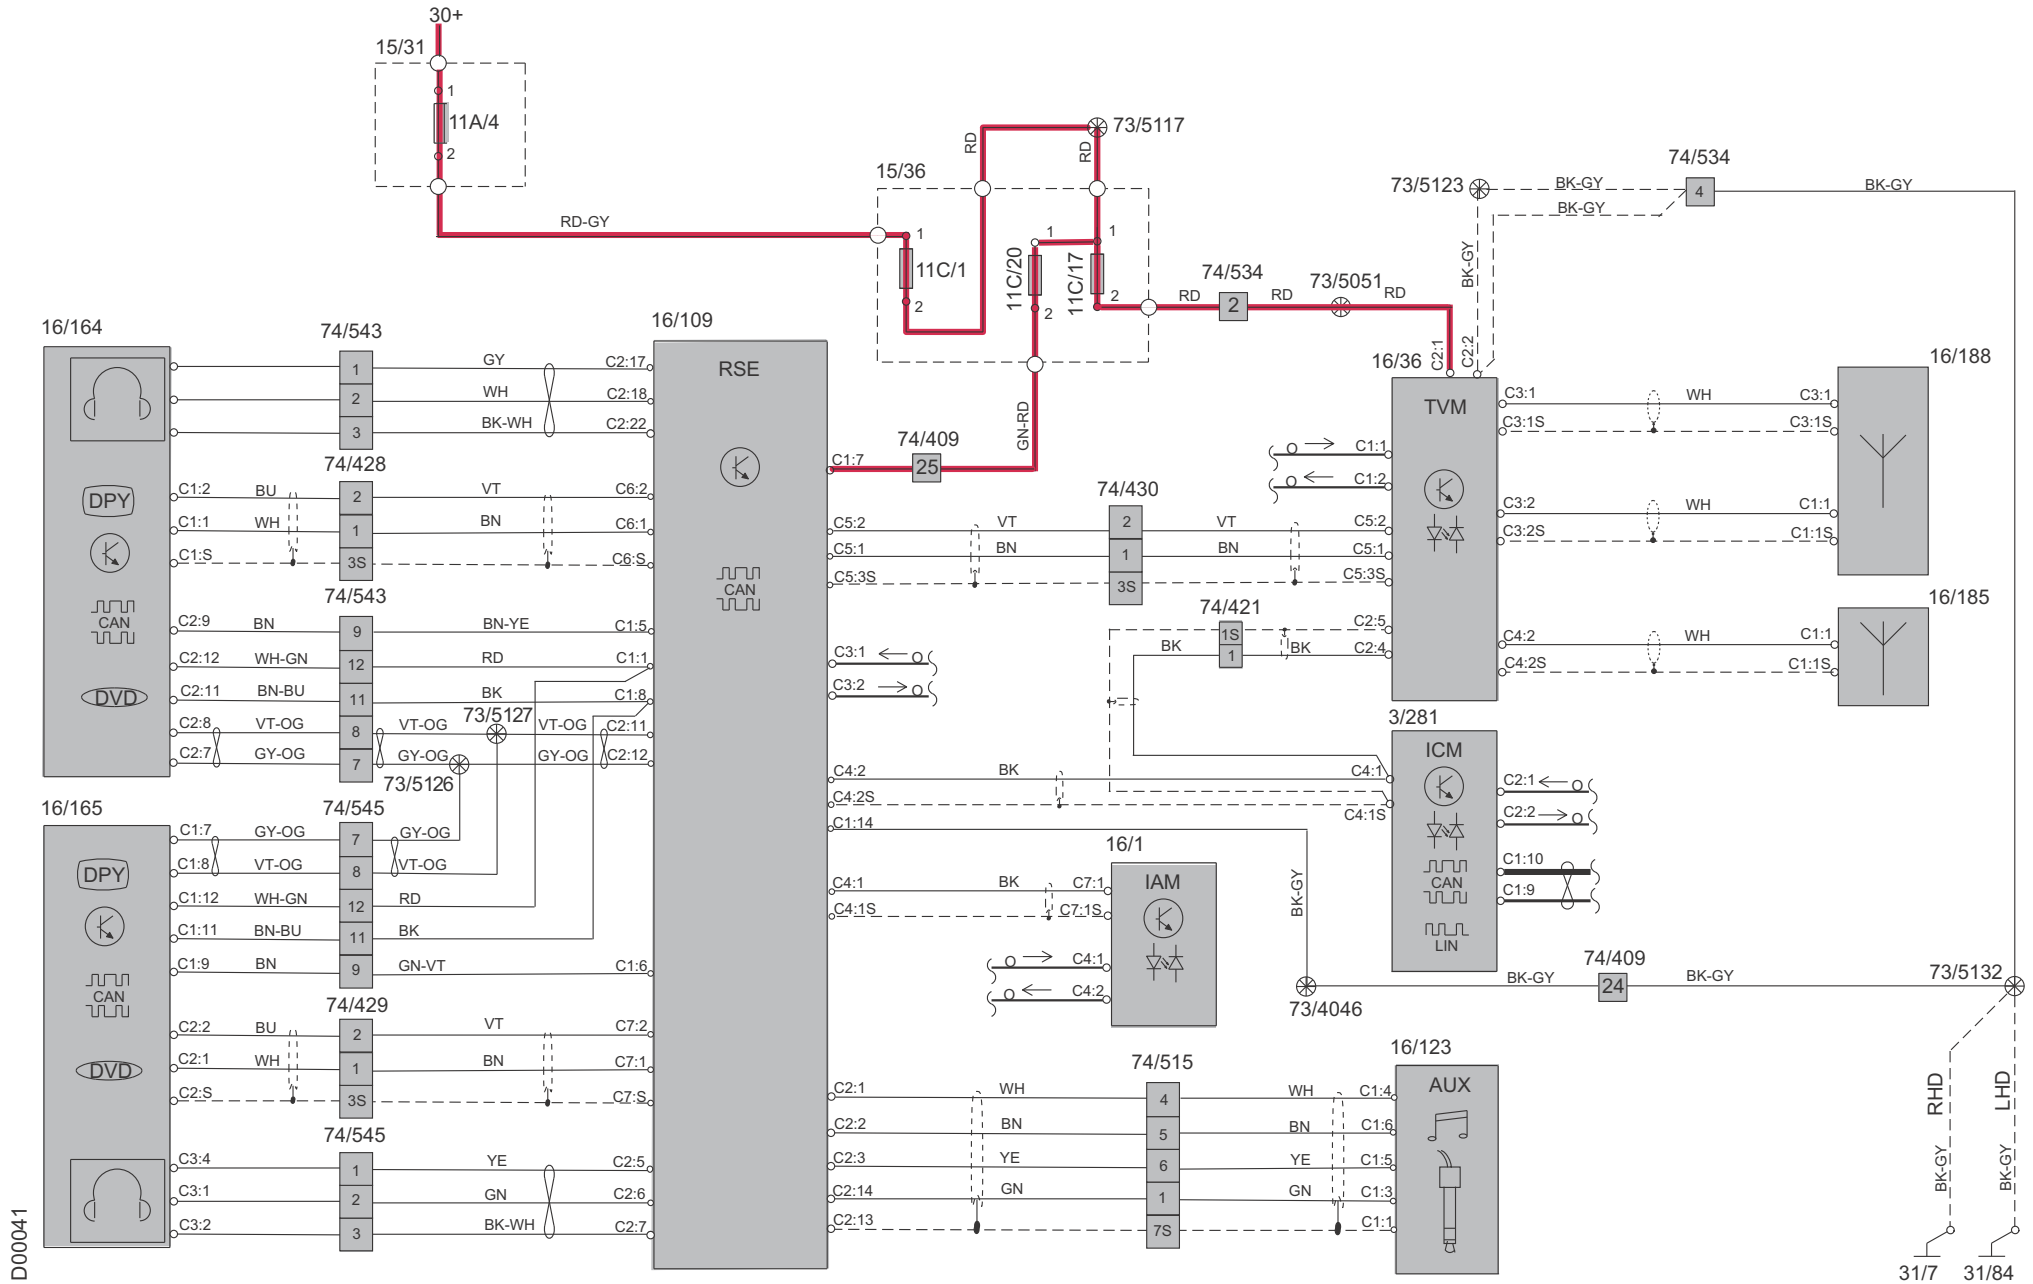 30+
15/31
1
11A/4
2
RD-GY
15/36
RD
RD
73/5117
1
11C/1
2
1
11C/20
2
1
11C/17
2
RD
74/534
2
RD
73/5051
RD
73/5123
BK-GY
BK-GY
74/534
4
BK-GY
BK-GY
C2:1
C2:2
GN-RD
74/409
25
C1:7
16/164
DPY
CAN
DVD
74/543
1 GY C2:17
2 WH C2:18
3 BK-WH C2:22
74/428
C1:2 BU 2 VT C6:2
C1:1 WH 1 BN C6:1
C1:S 3S C6:S
74/543
C2:9 BN 9 BN-YE C1:5
C2:12 WH-GN 12 RD C1:1
C2:11 BN-BU 11 BK C1:8
C2:8 VT-OG 8 VT-OG 73/5127 VT-OG C2:11
C2:7 GY-OG 7 GY-OG 73/5126 GY-OG C2:12
16/165
DPY
CAN
DVD
74/545
C1:7 GY-OG 7 GY-OG
C1:8 VT-OG 8 VT-OG
C1:12 WH-GN 12 RD
C1:11 BN-BU 11 BK
C1:9 BN 9 GN-VT C1:6
74/429
C2:2 BU 2 VT C7:2
C2:1 WH 1 BN C7:1
C2:S 3S C7:S
74/545
C3:4 1 YE C2:5
C3:1 2 GN C2:6
C3:2 3 BK-WH C2:7
16/109
RSE
CAN
74/430
C5:2 VT 2 VT C5:2
C5:1 BN 1 BN C5:1
C5:3S 3S C5:3S
C3:1 O
C3:2 O
74/421
1S C2:5
BK 1 BK C2:4
C4:2 BK C4:1
C4:2S C4:1S
C1:14
C4:1 BK C7:1
C4:1S C7:1S
16/1
IAM
O C4:1
O C4:2
BK-GY
73/4046
74/515
C2:1 WH 4 WH C1:4
C2:2 BN 5 BN C1:6
C2:3 YE 6 YE C1:5
C2:14 GN 1 GN C1:3
C2:13 7S C1:1
16/36
TVM
O C1:1
O C1:2
C3:1 WH C3:1
C3:1S C3:1S
C3:2 WH C1:1
C3:2S C1:1S
16/188
C4:2 WH C1:1
C4:2S C1:1S
16/185
3/281
ICM
CAN
LIN
C2:1 O
C2:2 O
C1:10
C1:9
BK-GY
74/409
24
BK-GY
73/5132
16/123
AUX
RHD
LHD
BK-GY
BK-GY
31/7
31/84
D00041